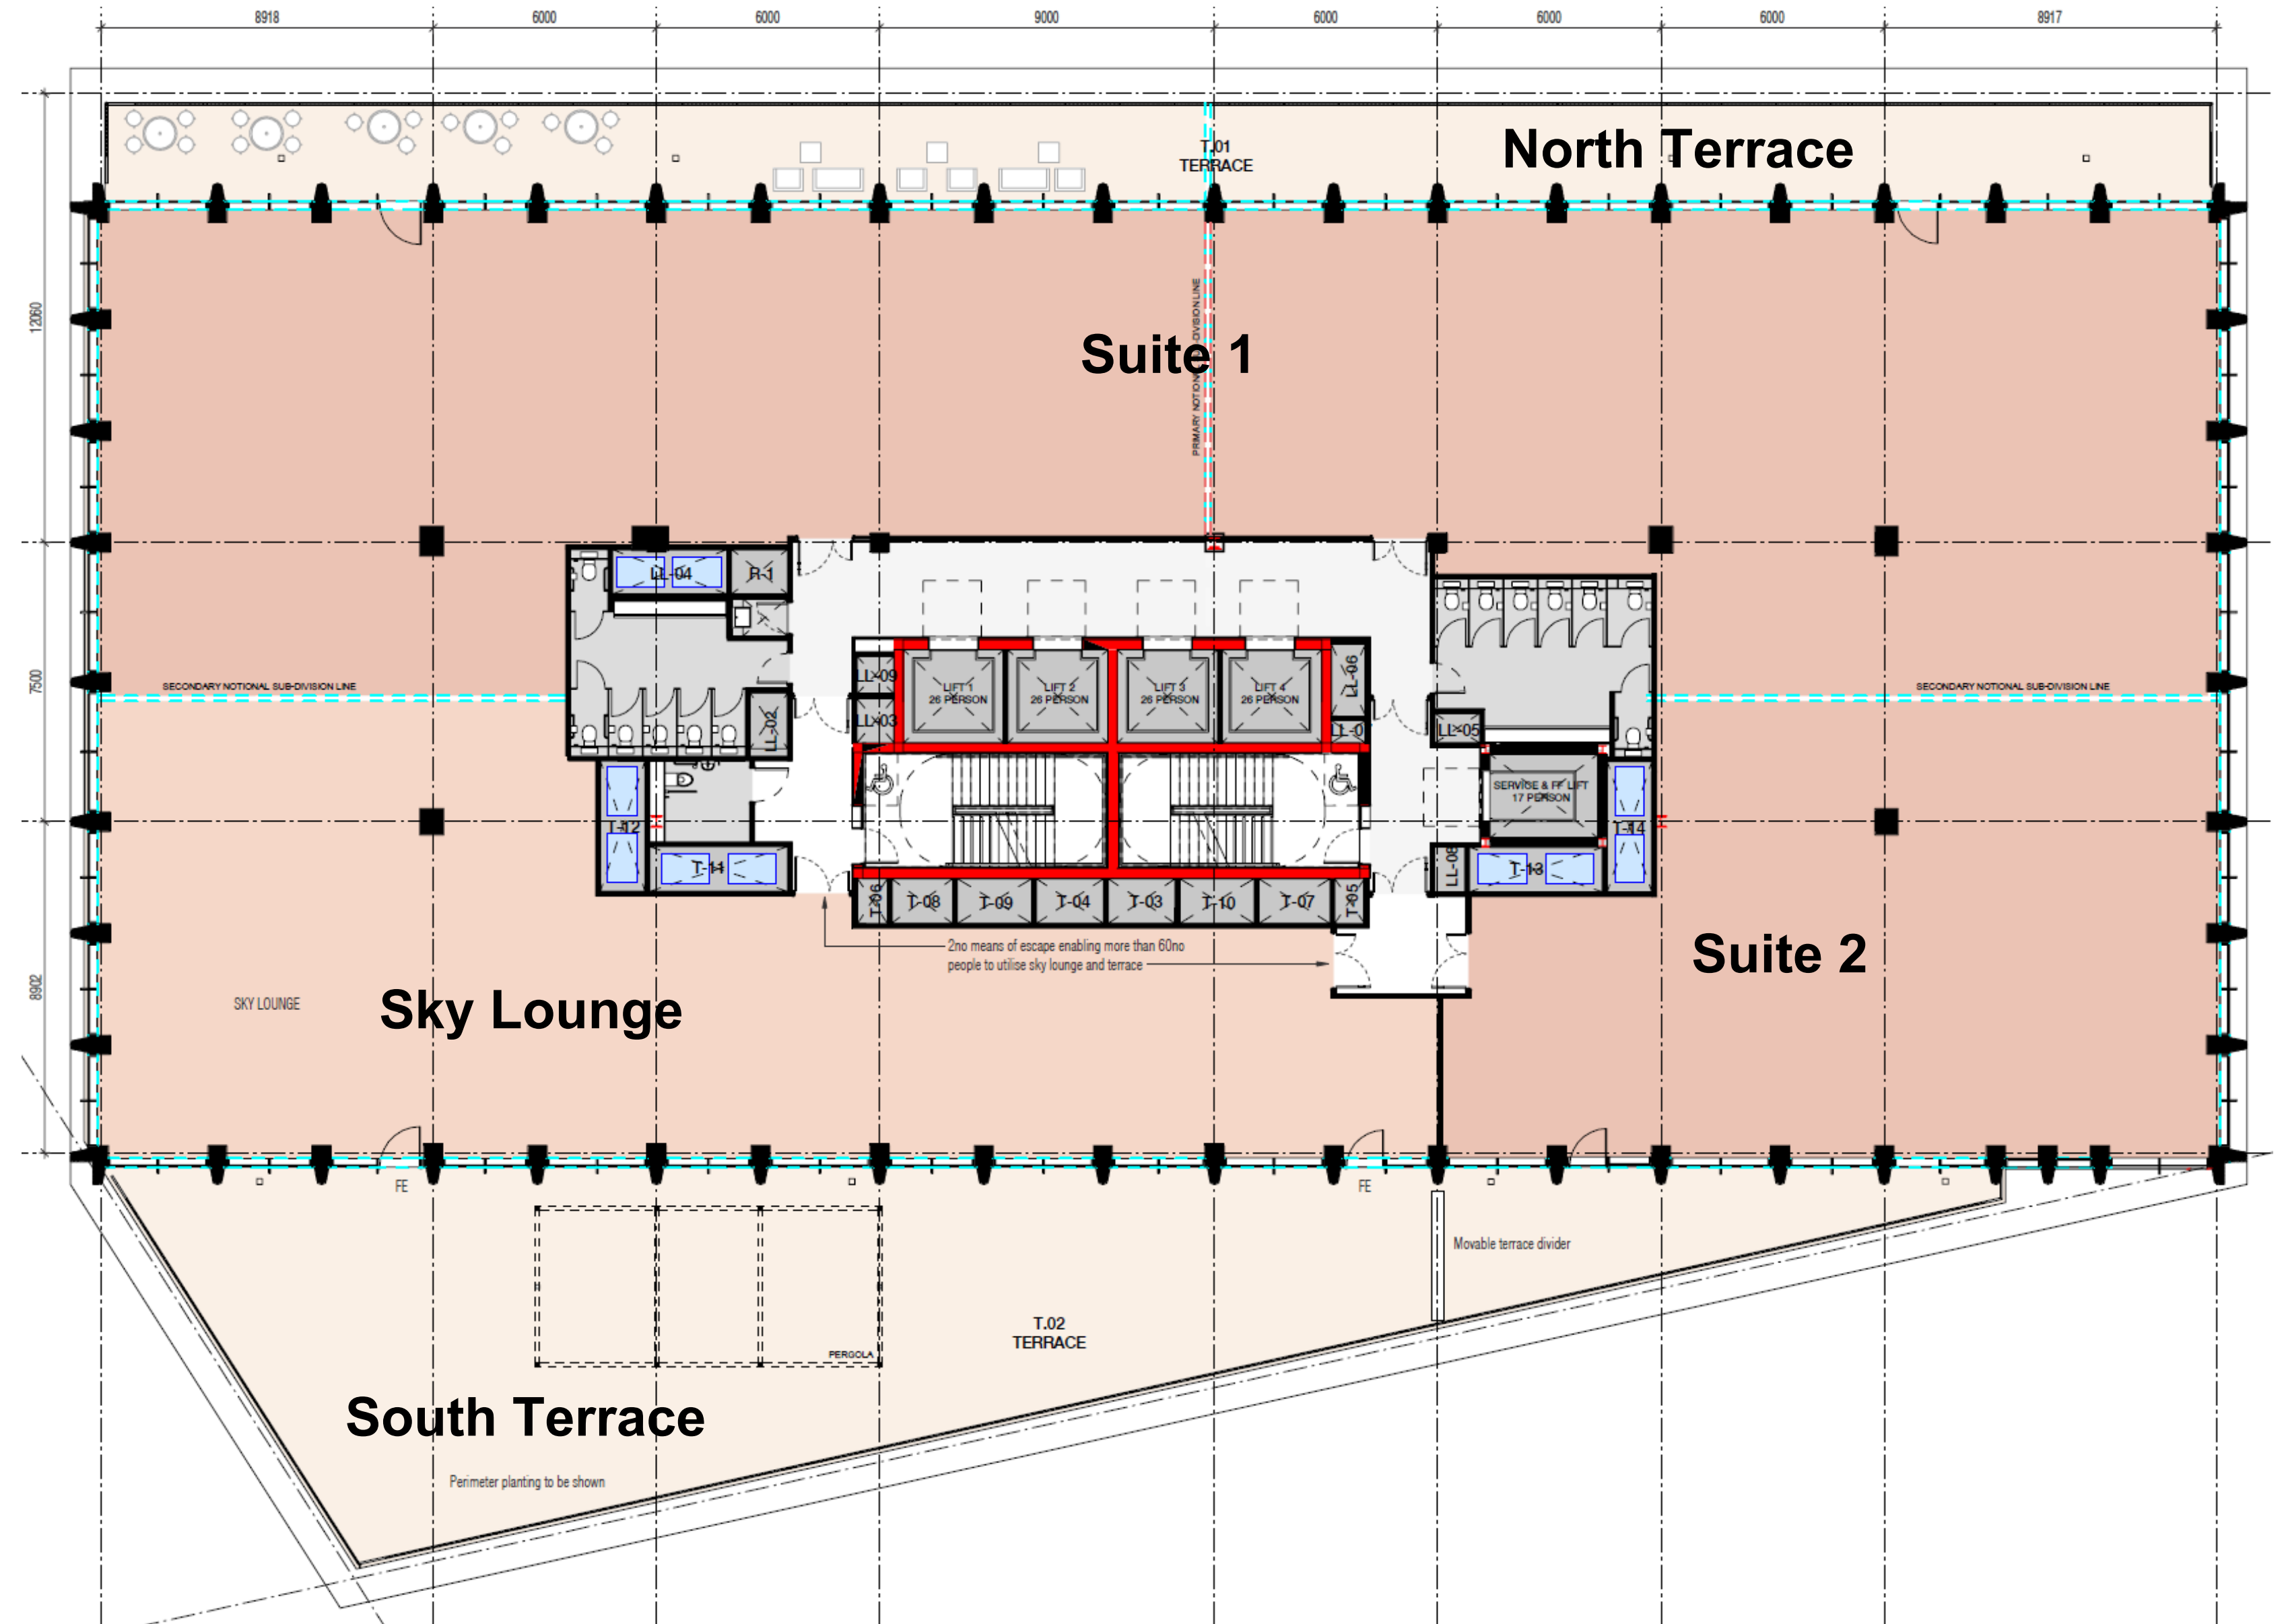 8918
6000
6000
9000
6000
6000
6000
8917
T.01
TERRACE
North Terrace
12060
PRIMARY NOTIONAL SUB-DIVISION LINE
Suite 1
7500
SECONDARY NOTIONAL SUB-DIVISION LINE
SECONDARY NOTIONAL SUB-DIVISION LINE
LL-04
R-1
LL-09
LL-03
LL-02
LIFT 1
26 PERSON
LIFT 2
26 PERSON
LIFT 3
26 PERSON
LIFT 4
26 PERSON
LL-06
LL-0
LL-05
SERVICE & FF LIFT
17 PERSON
T-12
T-11
T-14
T-13
LL-08
T-06
T-08
T-09
T-04
T-03
T-10
T-07
T-05
2no means of escape enabling more than 60no
people to utilise sky lounge and terrace
8902
SKY LOUNGE
Sky Lounge
Suite 2
FE
FE
Movable terrace divider
PERGOLA
T.02
TERRACE
South Terrace
Perimeter planting to be shown